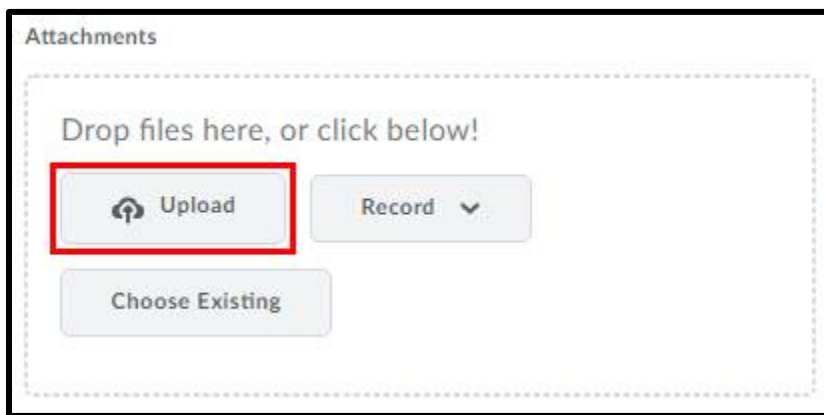 Attachments
Drop files here, or click below!
Upload
Record
Choose Existing